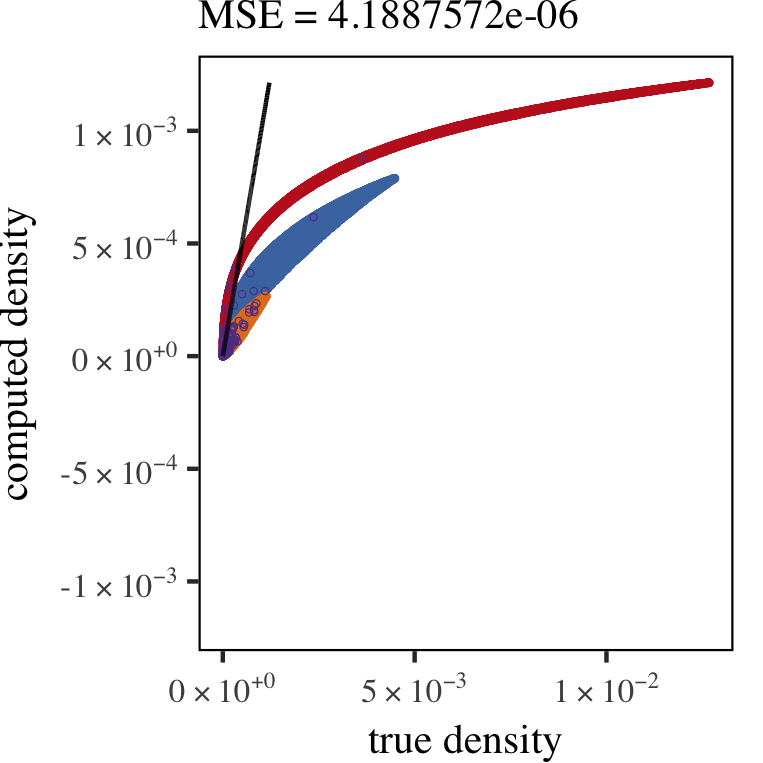 MSE = 4.1887572e-06
computed density
1 × 10⁻³
5 × 10⁻⁴
0 × 10⁺⁰
-5 × 10⁻⁴
-1 × 10⁻³
0 × 10⁺⁰ 5 × 10⁻³ 1 × 10⁻²
true density